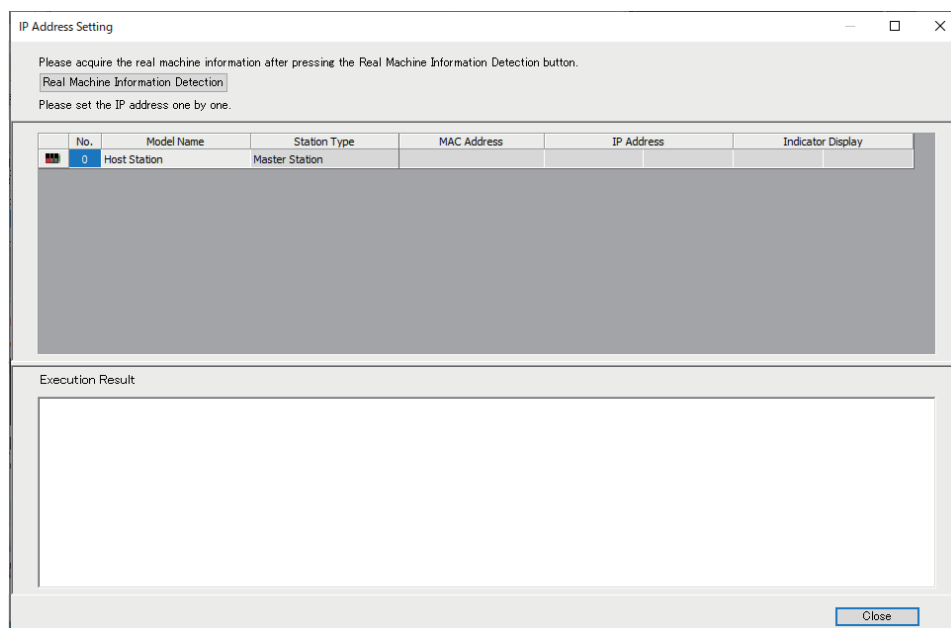 IP Address Setting
Please acquire the real machine information after pressing the Real Machine Information Detection button.
Real Machine Information Detection
Please set the IP address one by one.
No. Model Name Station Type MAC Address IP Address Indicator Display
0 Host Station Master Station
Execution Result
Close